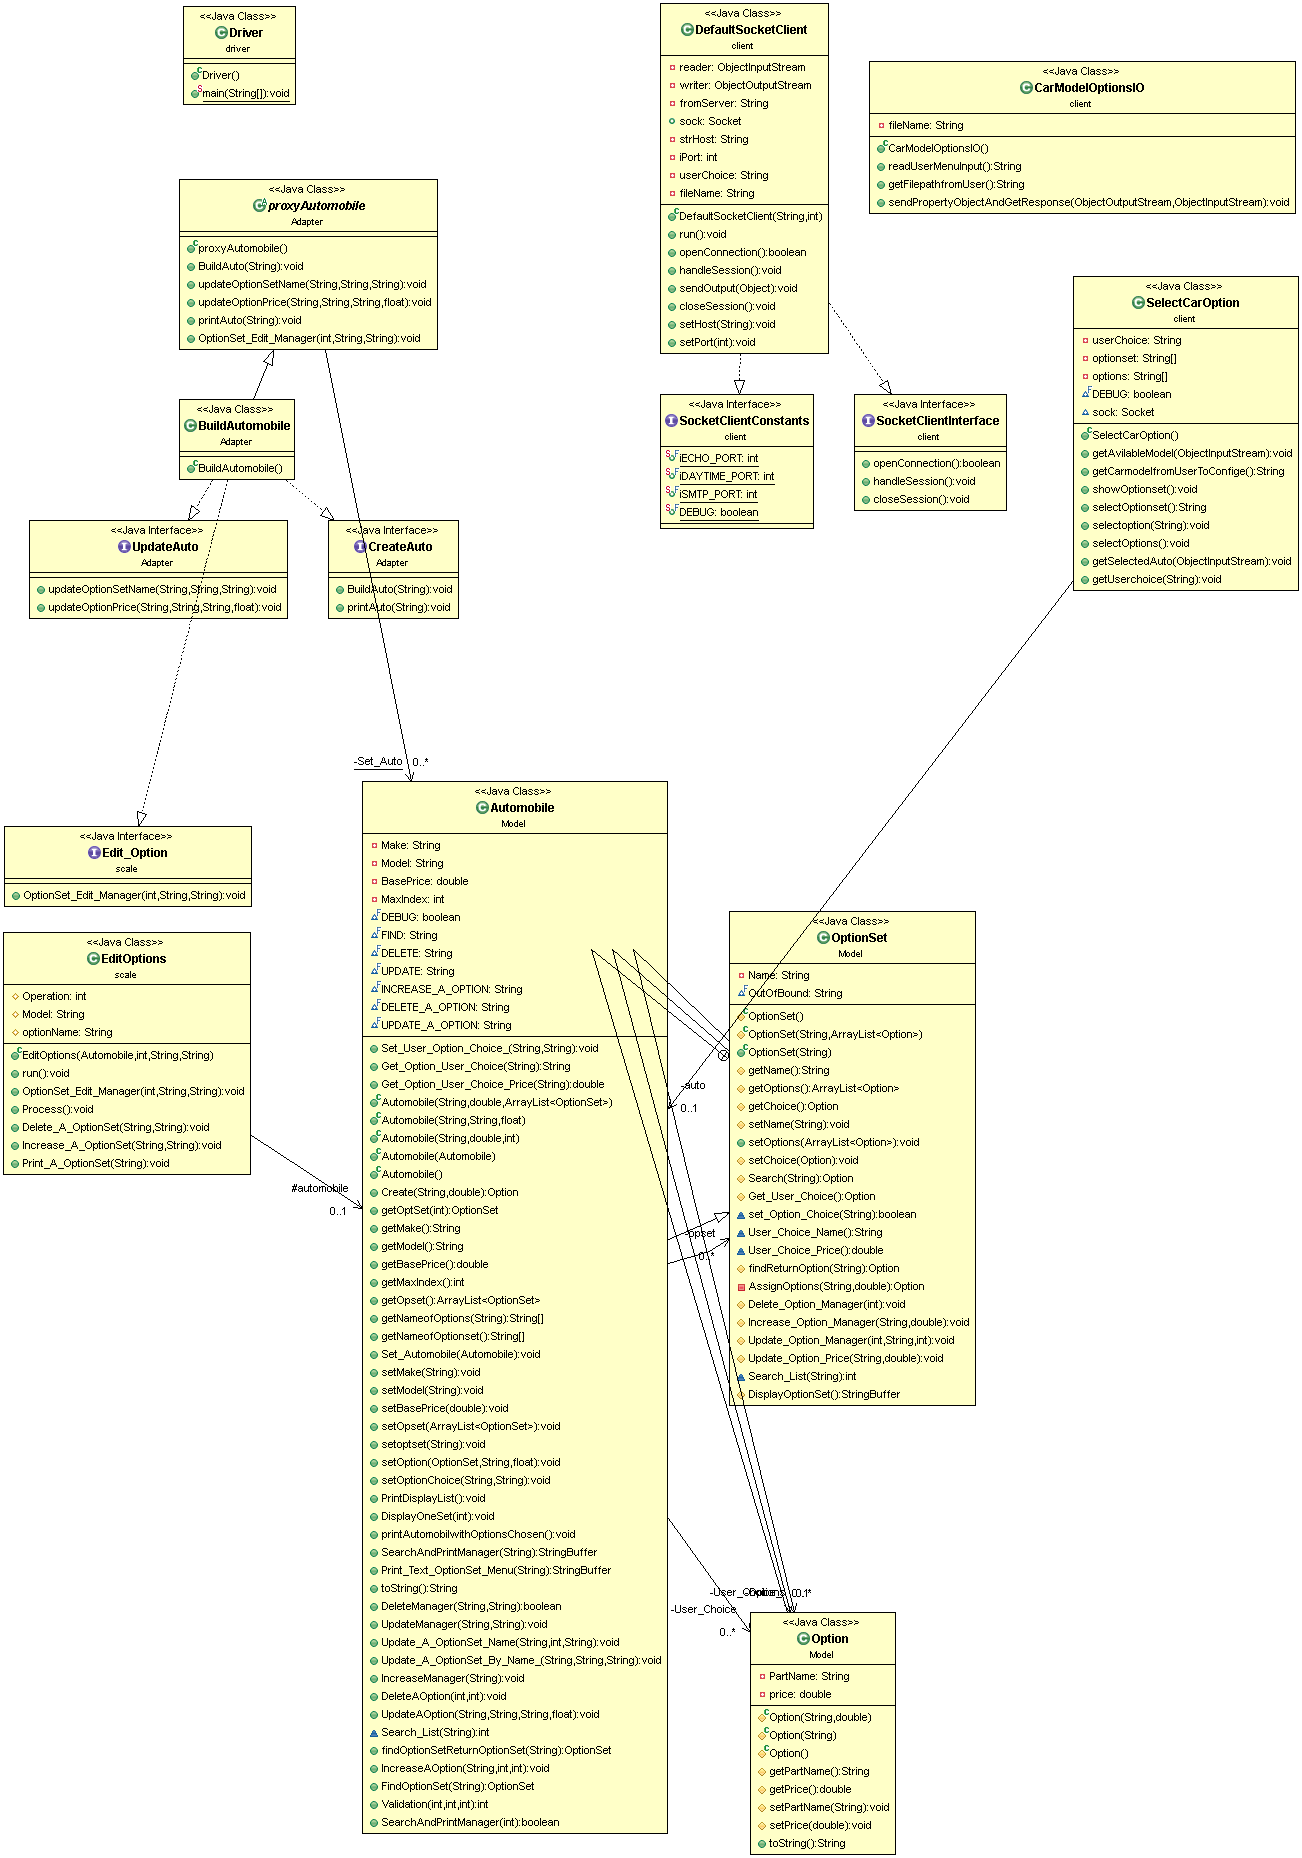 <<Java Class>>
Driver
driver
Driver()
main(String[]):void
<<Java Class>>
DefaultSocketClient
client
reader: ObjectInputStream
writer: ObjectOutputStream
fromServer: String
sock: Socket
strHost: String
iPort: int
userChoice: String
fileName: String
DefaultSocketClient(String,int)
run():void
openConnection():boolean
handleSession():void
sendOutput(Object):void
closeSession():void
setHost(String):void
setPort(int):void
<<Java Class>>
CarModelOptionsIO
client
fileName: String
CarModelOptionsIO()
readUserMenuInput():String
getFilepathfromUser():String
sendPropertyObjectAndGetResponse(ObjectOutputStream,ObjectInputStream):void
<<Java Class>>
proxyAutomobile
Adapter
proxyAutomobile()
BuildAuto(String):void
updateOptionSetName(String,String,String):void
updateOptionPrice(String,String,String,float):void
printAuto(String):void
OptionSet_Edit_Manager(int,String,String):void
<<Java Class>>
SelectCarOption
client
userChoice: String
optionset: String[]
options: String[]
DEBUG: boolean
sock: Socket
SelectCarOption()
getAvilableModel(ObjectInputStream):void
getCarmodelfromUserToConfige():String
showOptionset():void
selectOptionset():String
selectoption(String):void
selectOptions():void
getSelectedAuto(ObjectInputStream):void
getUserchoice(String):void
<<Java Class>>
BuildAutomobile
Adapter
BuildAutomobile()
<<Java Interface>>
SocketClientConstants
client
iECHO_PORT: int
iDAYTIME_PORT: int
iSMTP_PORT: int
DEBUG: boolean
<<Java Interface>>
SocketClientInterface
client
openConnection():boolean
handleSession():void
closeSession():void
<<Java Interface>>
UpdateAuto
Adapter
updateOptionSetName(String,String,String):void
updateOptionPrice(String,String,String,float):void
<<Java Interface>>
CreateAuto
Adapter
BuildAuto(String):void
printAuto(String):void
-Set_Auto 0..*
<<Java Class>>
Automobile
Model
Make: String
Model: String
BasePrice: double
MaxIndex: int
DEBUG: boolean
FIND: String
DELETE: String
UPDATE: String
INCREASE_A_OPTION: String
DELETE_A_OPTION: String
UPDATE_A_OPTION: String
Set_User_Option_Choice_(String,String):void
Get_Option_User_Choice(String):String
Get_Option_User_Choice_Price(String):double
Automobile(String,double,ArrayList<OptionSet>)
Automobile(String,String,float)
Automobile(String,double,int)
Automobile(Automobile)
Automobile()
Create(String,double):Option
getOptSet(int):OptionSet
getMake():String
getModel():String
getBasePrice():double
getMaxIndex():int
getOpset():ArrayList<OptionSet>
getNameofOptions(String):String[]
getNameofOptionset():String[]
Set_Automobile(Automobile):void
setMake(String):void
setModel(String):void
setBasePrice(double):void
setOpset(ArrayList<OptionSet>):void
setoptset(String):void
setOption(OptionSet,String,float):void
setOptionChoice(String,String):void
PrintDisplayList():void
DisplayOneSet(int):void
printAutomobilwithOptionsChosen():void
SearchAndPrintManager(String):StringBuffer
Print_Text_OptionSet_Menu(String):StringBuffer
toString():String
DeleteManager(String,String):boolean
UpdateManager(String,String):void
Update_A_OptionSet_Name(String,int,String):void
Update_A_OptionSet_By_Name_(String,String,String):void
IncreaseManager(String):void
DeleteAOption(int,int):void
UpdateAOption(String,String,String,float):void
Search_List(String):int
findOptionSetReturnOptionSet(String):OptionSet
IncreaseAOption(String,int,int):void
FindOptionSet(String):OptionSet
Validation(int,int,int):int
SearchAndPrintManager(int):boolean
<<Java Interface>>
Edit_Option
scale
OptionSet_Edit_Manager(int,String,String):void
<<Java Class>>
EditOptions
scale
Operation: int
Model: String
optionName: String
EditOptions(Automobile,int,String,String)
run():void
OptionSet_Edit_Manager(int,String,String):void
Process():void
Delete_A_OptionSet(String,String):void
Increase_A_OptionSet(String,String):void
Print_A_OptionSet(String):void
#automobile
0..1
<<Java Class>>
OptionSet
Model
Name: String
OutOfBound: String
OptionSet()
OptionSet(String,ArrayList<Option>)
OptionSet(String)
getName():String
getOptions():ArrayList<Option>
getChoice():Option
setName(String):void
setOptions(ArrayList<Option>):void
setChoice(Option):void
Search(String):Option
Get_User_Choice():Option
set_Option_Choice(String):boolean
User_Choice_Name():String
User_Choice_Price():double
findReturnOption(String):Option
AssignOptions(String,double):Option
Delete_Option_Manager(int):void
Increase_Option_Manager(String,double):void
Update_Option_Manager(int,String,int):void
Update_Option_Price(String,double):void
Search_List(String):int
DisplayOptionSet():StringBuffer
-auto
0..1
-opset
0..*
-User_Choice
0..*
<<Java Class>>
Option
Model
PartName: String
price: double
Option(String,double)
Option(String)
Option()
getPartName():String
getPrice():double
setPartName(String):void
setPrice(double):void
toString():String